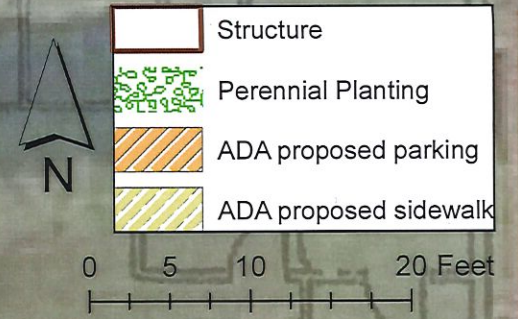 Structure
Perennial Planting
ADA proposed parking
ADA proposed sidewalk
N
0 5 10 20 Feet